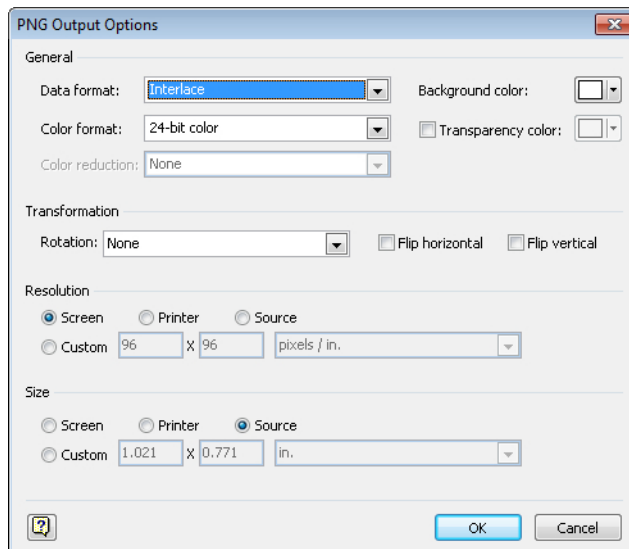 PNG Output Options
General
Data format: Interlace Background color:
Color format: 24-bit color Transparency color:
Color reduction: None
Transformation
Rotation: None Flip horizontal Flip vertical
Resolution
Screen Printer Source
Custom 96 X 96 pixels / in.
Size
Screen Printer Source
Custom 1.021 X 0.771 in.
? OK Cancel